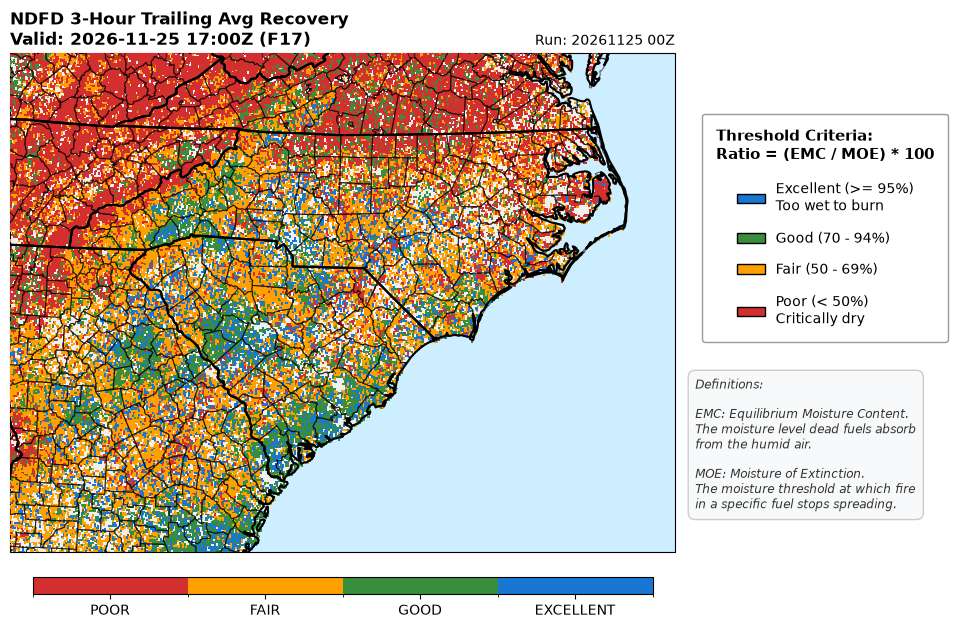 NDFD 3-Hour Trailing Avg Recovery
Valid: 2026-11-25 17:00Z (F17)
Run: 20261125 00Z
Threshold Criteria:
Ratio = (EMC / MOE) * 100
Excellent (>= 95%)
Too wet to burn
Good (70 - 94%)
Fair (50 - 69%)
Poor (< 50%)
Critically dry
Definitions:
EMC: Equilibrium Moisture Content.
The moisture level dead fuels absorb
from the humid air.
MOE: Moisture of Extinction.
The moisture threshold at which fire
in a specific fuel stops spreading.
POOR
FAIR
GOOD
EXCELLENT